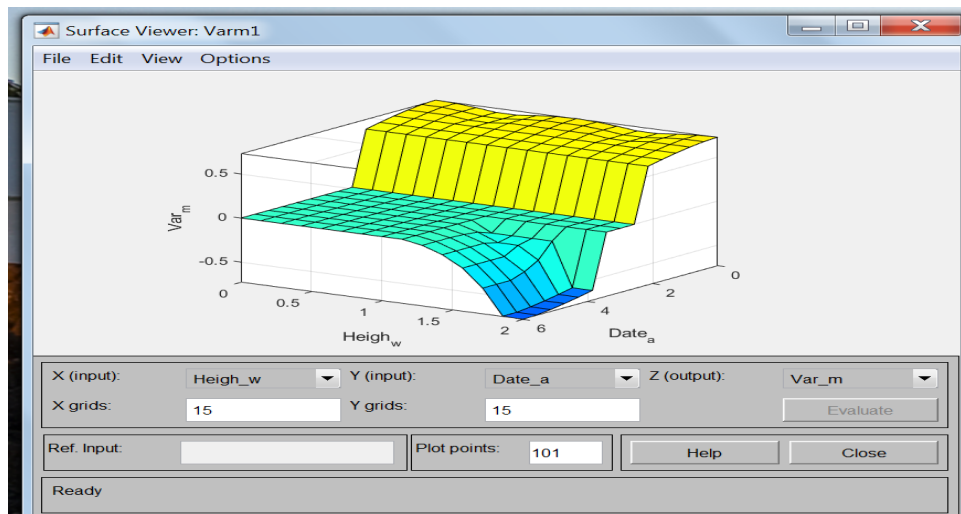 Surface Viewer: Varm1
File Edit View Options
0.5
0
-0.5
Var_m
0
0.5
1
1.5
2
Heigh_w
6
4
2
0
Date_a
X (input): Heigh_w Y (input): Date_a Z (output): Var_m
X grids: 15 Y grids: 15 Evaluate
Ref. Input: Plot points: 101 Help Close
Ready